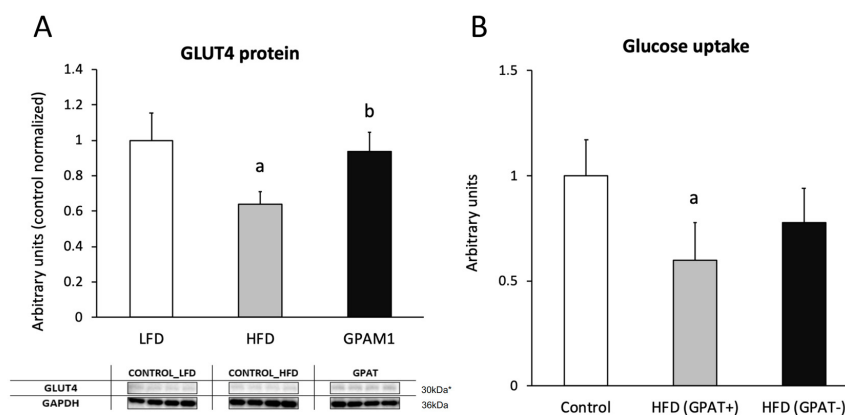 A
GLUT4 protein
Arbitrary units (control normalized)
1.4
1.2
1
0.8
0.6
0.4
0.2
0
a
b
LFD
HFD
GPAM1
CONTROL_LFD
CONTROL_HFD
GPAT
GLUT4
30kDa*
GAPDH
36kDa
B
Glucose uptake
Arbitrary units
1.5
1
0.5
0
a
Control
HFD (GPAT+)
HFD (GPAT-)